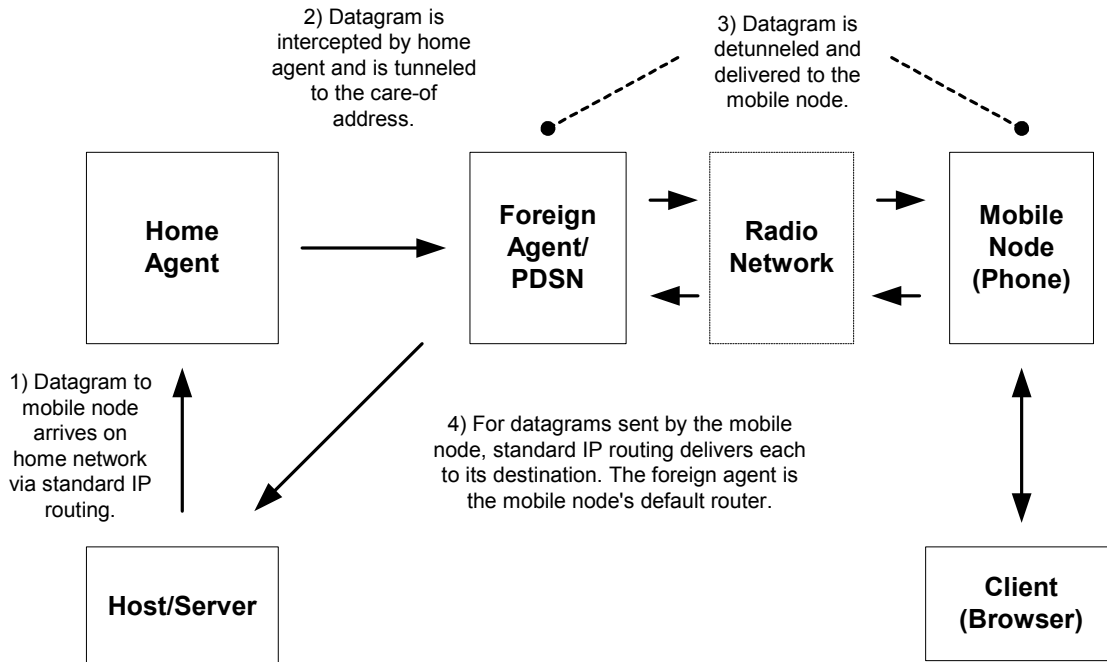 2) Datagram is
intercepted by home
agent and is tunneled
to the care-of
address.
3) Datagram is
detunneled and
delivered to the
mobile node.
Home
Agent
Foreign
Agent/
PDSN
Radio
Network
Mobile
Node
(Phone)
1) Datagram to
mobile node
arrives on
home network
via standard IP
routing.
4) For datagrams sent by the mobile
node, standard IP routing delivers each
to its destination. The foreign agent is
the mobile node's default router.
Host/Server
Client
(Browser)